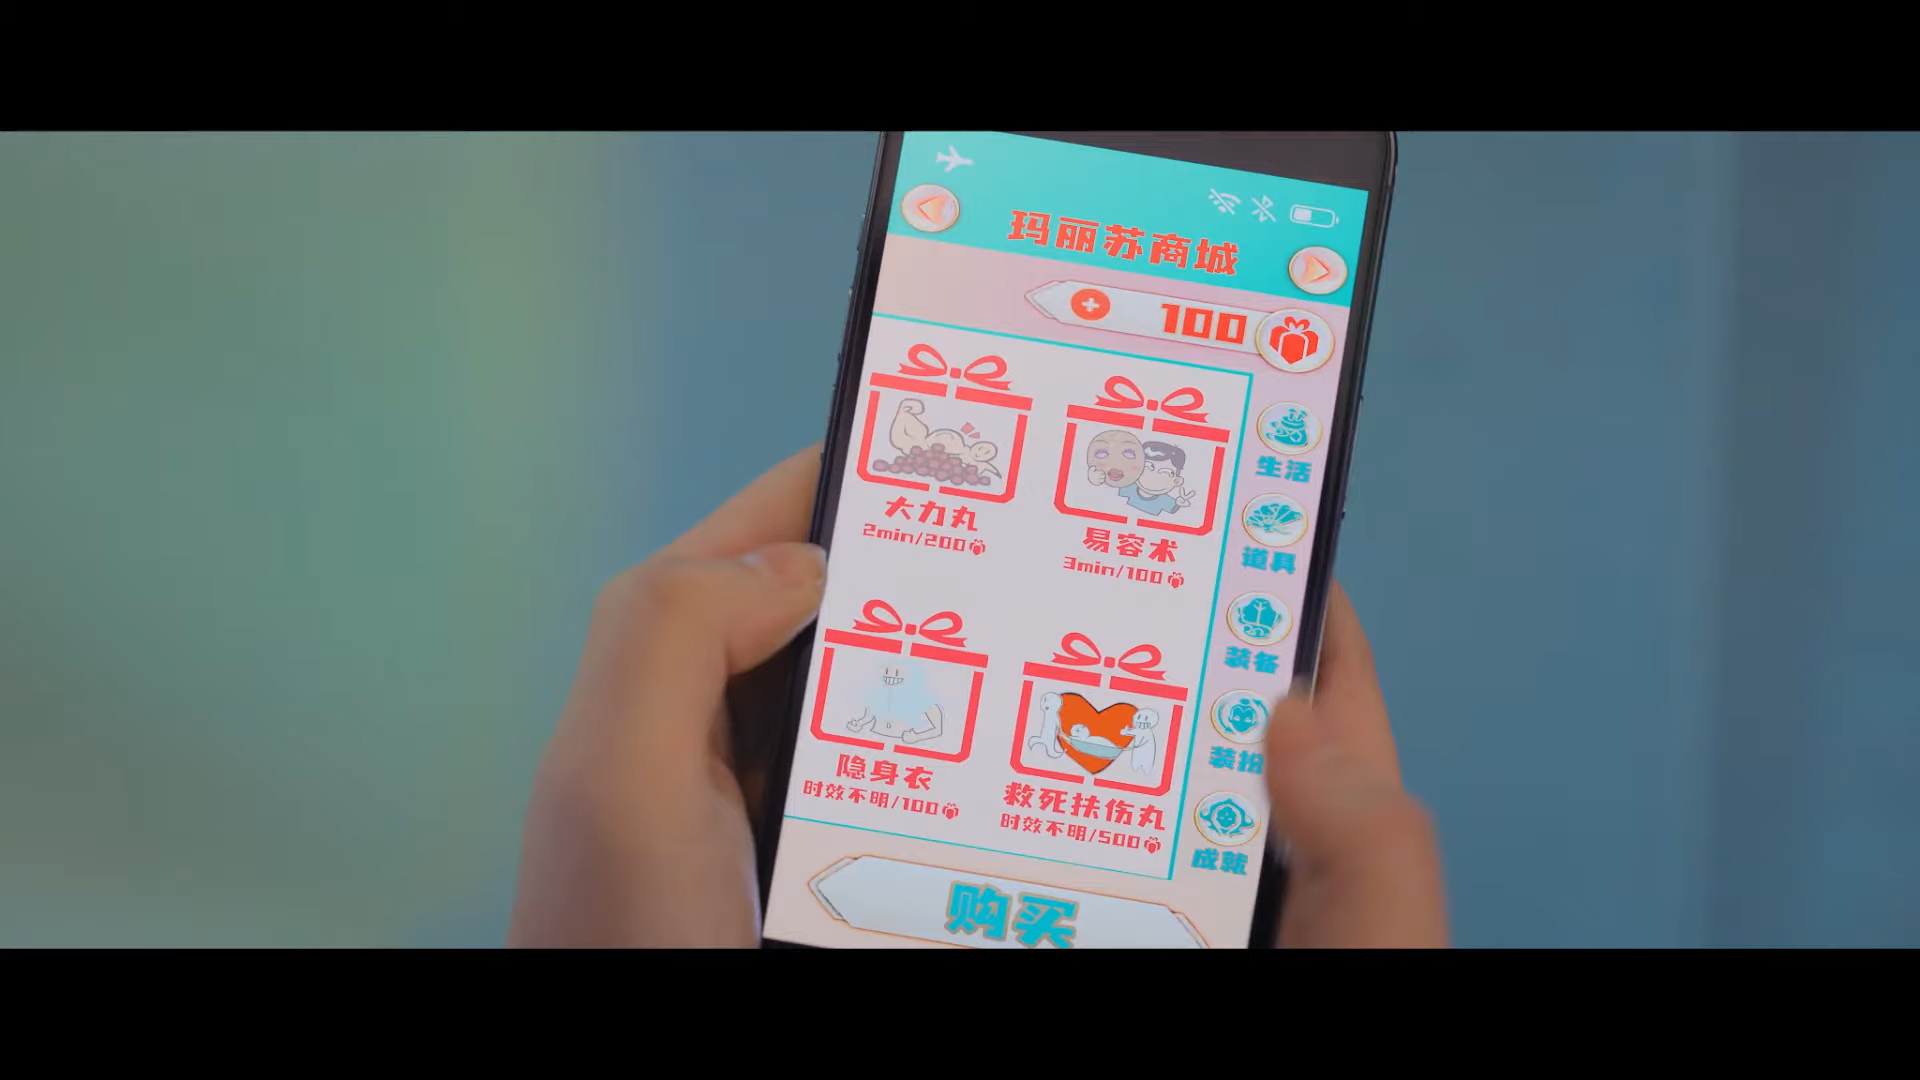 玛丽苏商城
100
大力丸
2min/200
易容术
3min/100
隐身衣
时效不明/100
救死扶伤丸
时效不明/500
生活
道具
装备
装扮
成就
购买